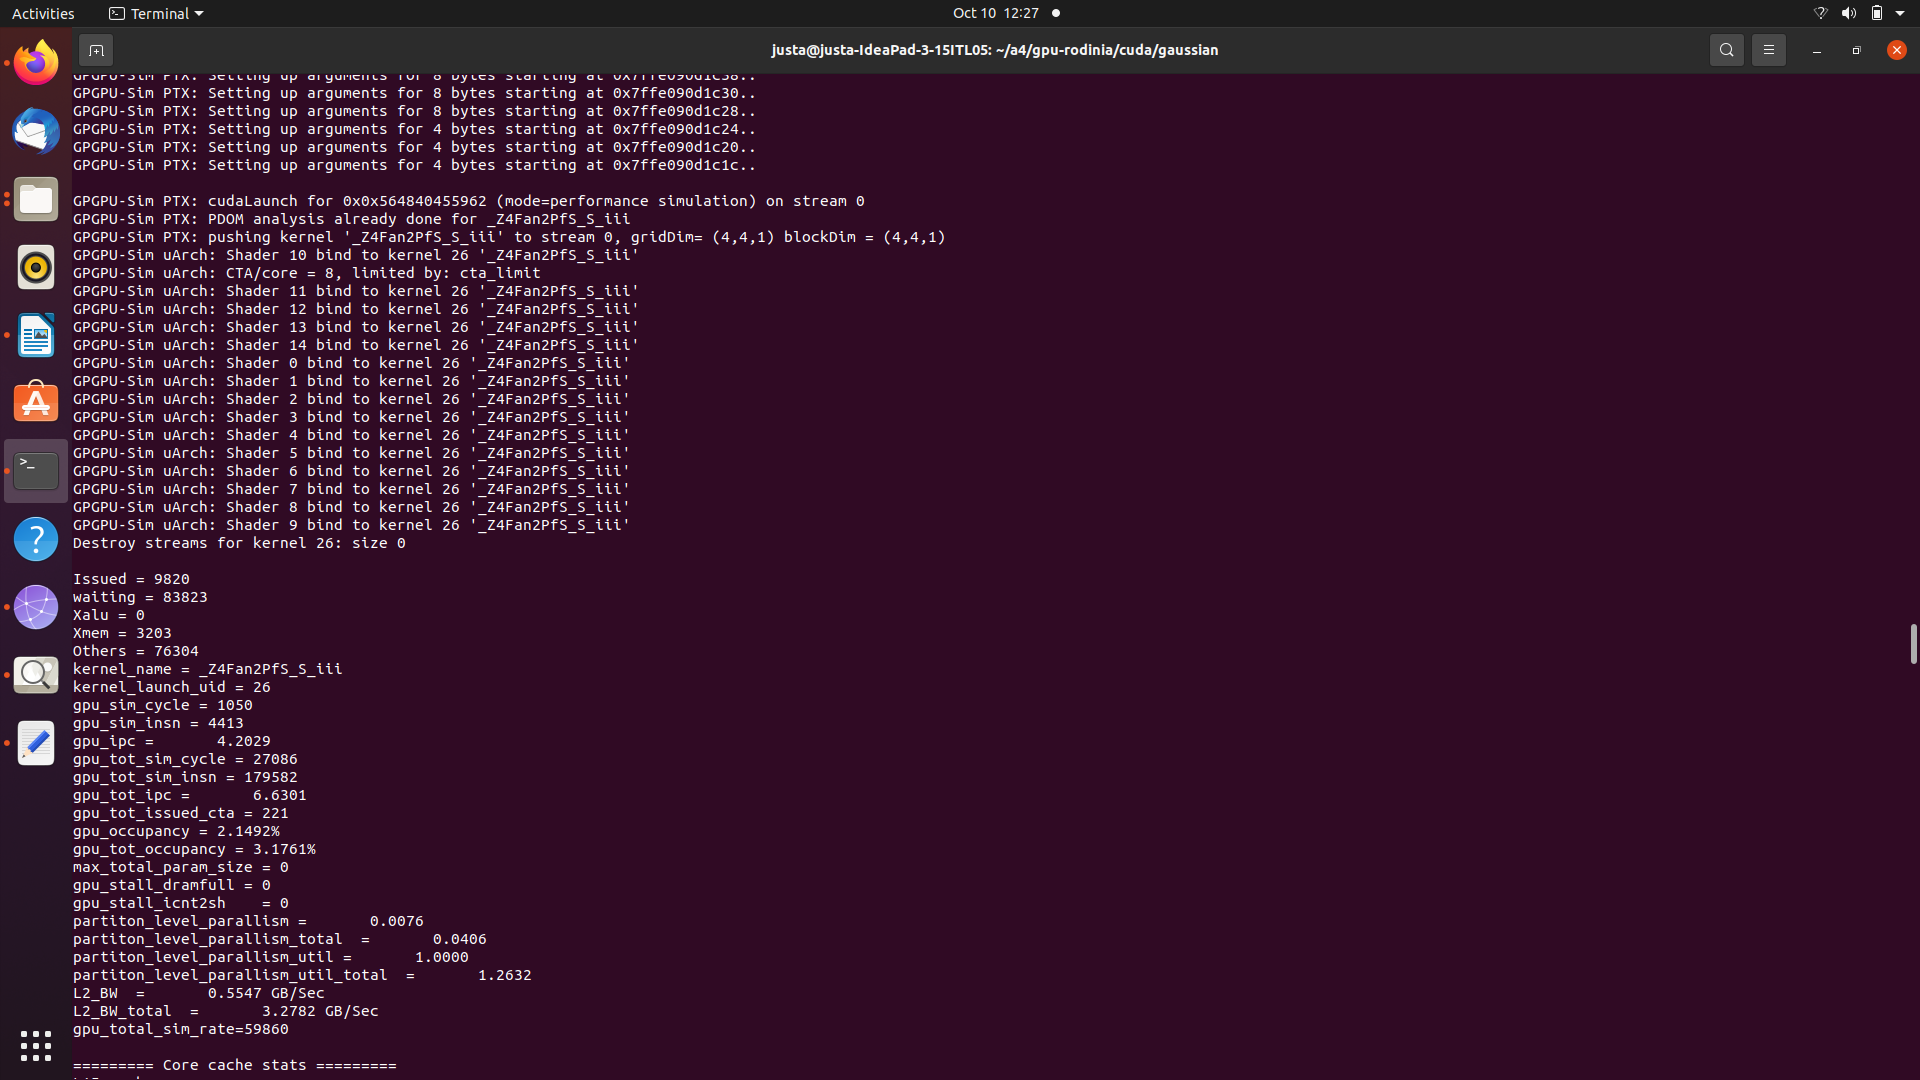 Activities
Terminal
Oct 10 12:27
justa@justa-IdeaPad-3-15ITL05: ~/a4/gpu-rodinia/cuda/gaussian
GPGPU-Sim PTX: Setting up arguments for 8 bytes starting at 0x7ffe090d1c38..
GPGPU-Sim PTX: Setting up arguments for 8 bytes starting at 0x7ffe090d1c30..
GPGPU-Sim PTX: Setting up arguments for 8 bytes starting at 0x7ffe090d1c28..
GPGPU-Sim PTX: Setting up arguments for 4 bytes starting at 0x7ffe090d1c24..
GPGPU-Sim PTX: Setting up arguments for 4 bytes starting at 0x7ffe090d1c20..
GPGPU-Sim PTX: Setting up arguments for 4 bytes starting at 0x7ffe090d1c1c..
GPGPU-Sim PTX: cudaLaunch for 0x0x564840455962 (mode=performance simulation) on stream 0
GPGPU-Sim PTX: PDOM analysis already done for _Z4Fan2PfS_S_iii
GPGPU-Sim PTX: pushing kernel '_Z4Fan2PfS_S_iii' to stream 0, gridDim= (4,4,1) blockDim = (4,4,1)
GPGPU-Sim uArch: Shader 10 bind to kernel 26 '_Z4Fan2PfS_S_iii'
GPGPU-Sim uArch: CTA/core = 8, limited by: cta_limit
GPGPU-Sim uArch: Shader 11 bind to kernel 26 '_Z4Fan2PfS_S_iii'
GPGPU-Sim uArch: Shader 12 bind to kernel 26 '_Z4Fan2PfS_S_iii'
GPGPU-Sim uArch: Shader 13 bind to kernel 26 '_Z4Fan2PfS_S_iii'
GPGPU-Sim uArch: Shader 14 bind to kernel 26 '_Z4Fan2PfS_S_iii'
GPGPU-Sim uArch: Shader 0 bind to kernel 26 '_Z4Fan2PfS_S_iii'
GPGPU-Sim uArch: Shader 1 bind to kernel 26 '_Z4Fan2PfS_S_iii'
GPGPU-Sim uArch: Shader 2 bind to kernel 26 '_Z4Fan2PfS_S_iii'
GPGPU-Sim uArch: Shader 3 bind to kernel 26 '_Z4Fan2PfS_S_iii'
GPGPU-Sim uArch: Shader 4 bind to kernel 26 '_Z4Fan2PfS_S_iii'
GPGPU-Sim uArch: Shader 5 bind to kernel 26 '_Z4Fan2PfS_S_iii'
GPGPU-Sim uArch: Shader 6 bind to kernel 26 '_Z4Fan2PfS_S_iii'
GPGPU-Sim uArch: Shader 7 bind to kernel 26 '_Z4Fan2PfS_S_iii'
GPGPU-Sim uArch: Shader 8 bind to kernel 26 '_Z4Fan2PfS_S_iii'
GPGPU-Sim uArch: Shader 9 bind to kernel 26 '_Z4Fan2PfS_S_iii'
Destroy streams for kernel 26: size 0
Issued = 9820
waiting = 83823
Xalu = 0
Xmem = 3203
Others = 76304
kernel_name = _Z4Fan2PfS_S_iii
kernel_launch_uid = 26
gpu_sim_cycle = 1050
gpu_sim_insn = 4413
gpu_ipc =       4.2029
gpu_tot_sim_cycle = 27086
gpu_tot_sim_insn = 179582
gpu_tot_ipc =       6.6301
gpu_tot_issued_cta = 221
gpu_occupancy = 2.1492%
gpu_tot_occupancy = 3.1761%
max_total_param_size = 0
gpu_stall_dramfull = 0
gpu_stall_icnt2sh    = 0
partiton_level_parallism =       0.0076
partiton_level_parallism_total  =       0.0406
partiton_level_parallism_util =       1.0000
partiton_level_parallism_util_total  =       1.2632
L2_BW  =       0.5547 GB/Sec
L2_BW_total  =       3.2782 GB/Sec
gpu_total_sim_rate=59860
========= Core cache stats =========